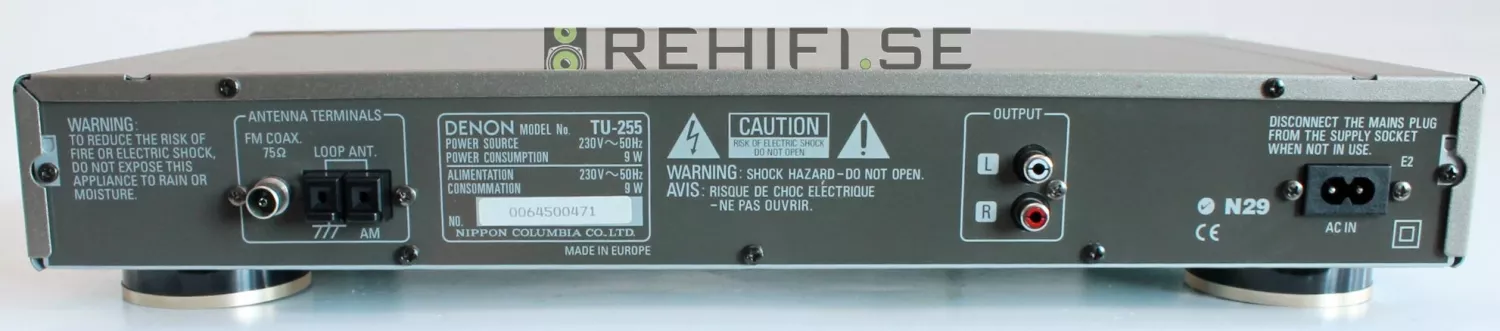 REHIFI.SE
WARNING:
TO REDUCE THE RISK OF
FIRE OR ELECTRIC SHOCK,
DO NOT EXPOSE THIS
APPLIANCE TO RAIN OR
MOISTURE.
ANTENNA TERMINALS
FM COAX.
75Ω
LOOP ANT.
AM
DENON MODEL No. TU-255
POWER SOURCE 230V～50Hz
POWER CONSUMPTION 9W
ALIMENTATION 230V～50Hz
CONSOMMATION 9W
NO. 0064500471
NIPPON COLUMBIA CO.LTD.
MADE IN EUROPE
CAUTION
RISK OF ELECTRIC SHOCK
DO NOT OPEN
WARNING: SHOCK HAZARD-DO NOT OPEN.
AVIS: RISQUE DE CHOC ELÉCTRIQUE
-NE PAS OUVRIR.
OUTPUT
L
R
DISCONNECT THE MAINS PLUG
FROM THE SUPPLY SOCKET
WHEN NOT IN USE.
E2
N29
CE
AC IN